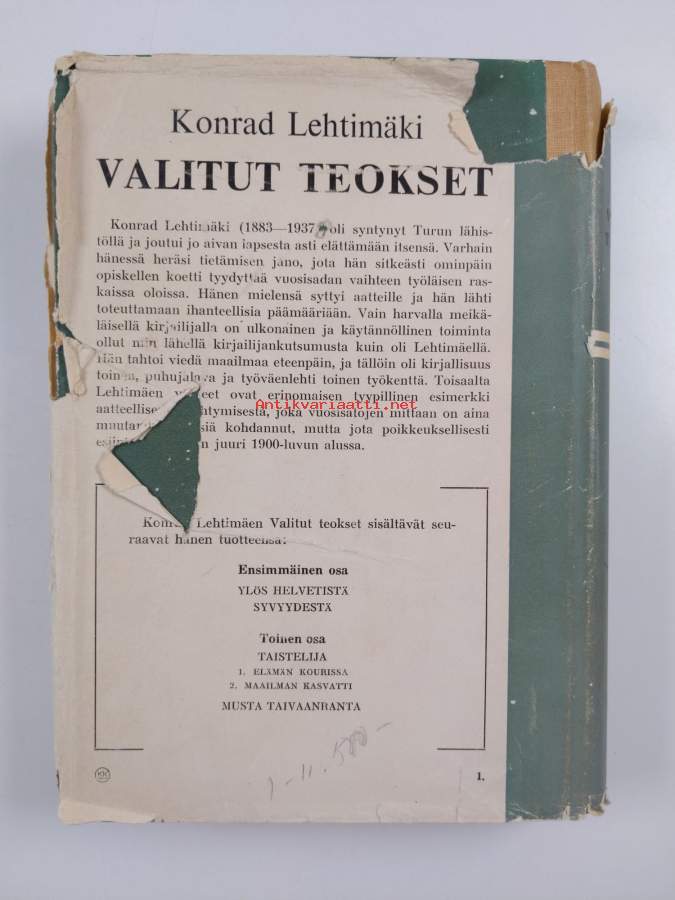 Konrad Lehtimäki
VALITUT TEOKSET
Konrad Lehtimäki (1883—1937) oli syntynyt Turun lähis-
töllä ja joutui jo aivan lapsesta asti elättämään itsensä. Varhain
hänessä heräsi tietämisen jano, jota hän sitkeästi ominpäin
opiskellen koetti tyydyttää vuosisadan vaihteen työläisen ras-
kaissa oloissa. Hänen mielensä syttyi aatteille ja hän lähti
toteuttamaan ihanteellisia päämääriään. Vain harvalla meikä-
läisellä kirjailijalla on ulkonainen ja käytännöllinen toiminta
ollut niin lähellä kirjailijankutsumusta kuin oli Lehtimäellä.
Hän tahtoi viedä maailmaa eteenpäin, ja tällöin oli kirjallisuus
toinen, puhujalava ja työväenlehti toinen työkenttä. Toisaalta
Lehtimäen vaiheet ovat erinomaisen tyypillinen esimerkki
Antikvariaatti.net
joka vuosisatojen mittaan on aina
kohdannut, mutta jota poikkeuksellisesti
juuri 1900-luvun alussa.
Konrad Lehtimäen Valitut teokset sisältävät seu-
raavat hänen tuotteensa:
Ensimmäinen osa
YLÖS HELVETISTÄ
SYVYYDESTÄ
Toinen osa
TAISTELIJA
1. ELÄMÄN KOURISSA
2. MAAILMAN KASVATTI
MUSTA TAIVAANRANTA
KK
1.